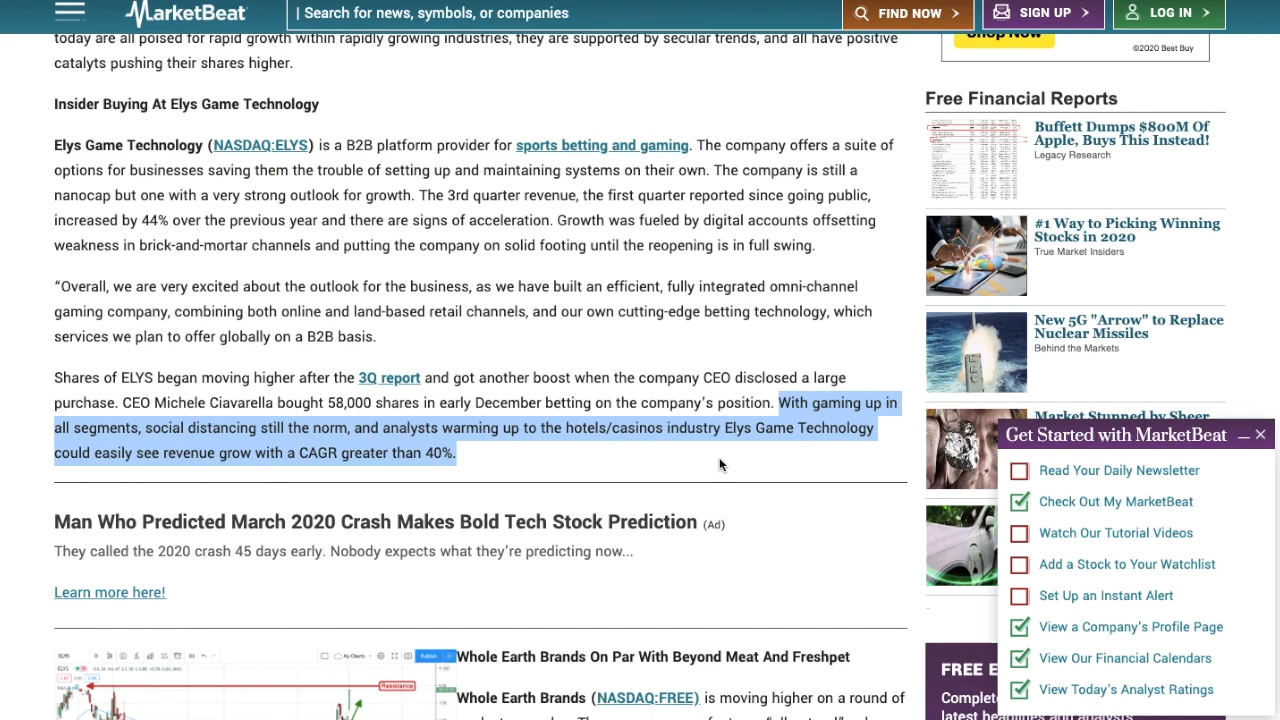 MarketBeat
Search for news, symbols, or companies
FIND NOW
SIGN UP
LOG IN
today are all poised for rapid growth within rapidly growing industries, they are supported by secular trends, and all have positive
catalysts pushing their shares higher.
Insider Buying At Elys Game Technology
Elys Game Technology (NASDAQ:ELYS) is a B2B platform provider for sports betting and gaming. The company offers a suite of
options for businesses saving them the trouble of setting up and maintaining systems on their own. The company is still a
nanocap but one with a very robust outlook for growth. The 3rd quarter results, the first quarter reported since going public,
increased by 44% over the previous year and there are signs of acceleration. Growth was fueled by digital accounts offsetting
weakness in brick-and-mortar channels and putting the company on solid footing until the reopening is in full swing.
“Overall, we are very excited about the outlook for the business, as we have built an efficient, fully integrated omni-channel
gaming company, combining both online and land-based retail channels, and our own cutting-edge betting technology, which
services we plan to offer globally on a B2B basis.
Shares of ELYS began moving higher after the 3Q report and got another boost when the company CEO disclosed a large
purchase. CEO Michele Ciavarella bought 58,000 shares in early December betting on the company's position. With gaming up in
all segments, social distancing still the norm, and analysts warming up to the hotels/casinos industry Elys Game Technology
could easily see revenue grow with a CAGR greater than 40%.
Man Who Predicted March 2020 Crash Makes Bold Tech Stock Prediction (Ad)
They called the 2020 crash 45 days early. Nobody expects what they're predicting now...
Learn more here!
ELYS
My Charts
Publish
ELYS
Resistance
Whole Earth Brands On Par With Beyond Meat And Freshpet
Whole Earth Brands (NASDAQ:FREE) is moving higher on a round of
Shop Now
©2020 Best Buy
Free Financial Reports
Buffett Dumps $800M Of
Apple, Buys This Instead!
Legacy Research
#1 Way to Picking Winning
Stocks in 2020
True Market Insiders
New 5G "Arrow" to Replace
Nuclear Missiles
Behind the Markets
Market Stunned by Sheer
Get Started with MarketBeat
Read Your Daily Newsletter
Check Out My MarketBeat
Watch Our Tutorial Videos
Add a Stock to Your Watchlist
Set Up an Instant Alert
View a Company's Profile Page
View Our Financial Calendars
View Today's Analyst Ratings
FREE
latest headlines and analysts